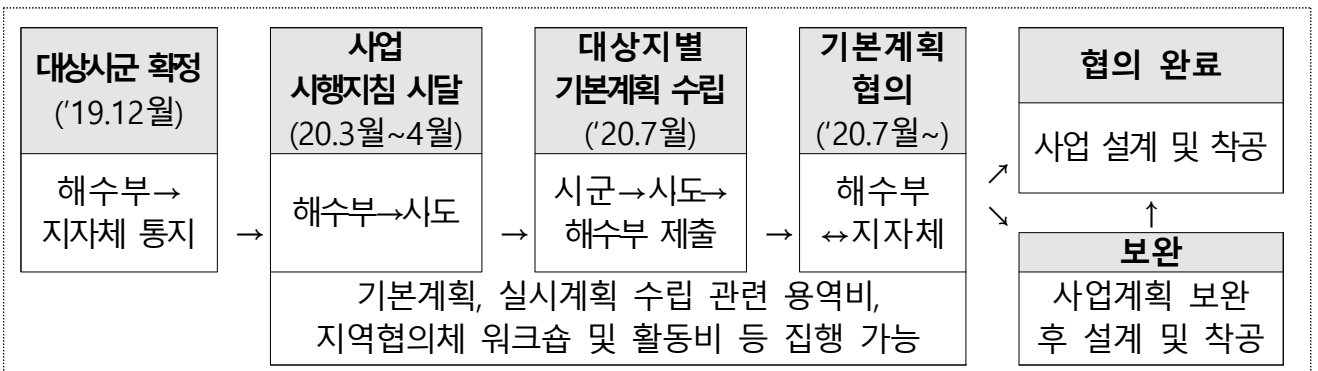 대상시군 확정
('19.12월)
해수부→
지자체 통지
→
사업
시행지침 시달
(20.3월~4월)
해수부→시도
→
대상지별
기본계획 수립
('20.7월)
시군→시도→
해수부 제출
→
기본계획
협의
('20.7월~)
해수부
↔지자체
기본계획, 실시계획 수립 관련 용역비,
지역협의체 워크숍 및 활동비 등 집행 가능
↗
↘
협의 완료
사업 설계 및 착공
↑
보완
사업계획 보완
후 설계 및 착공